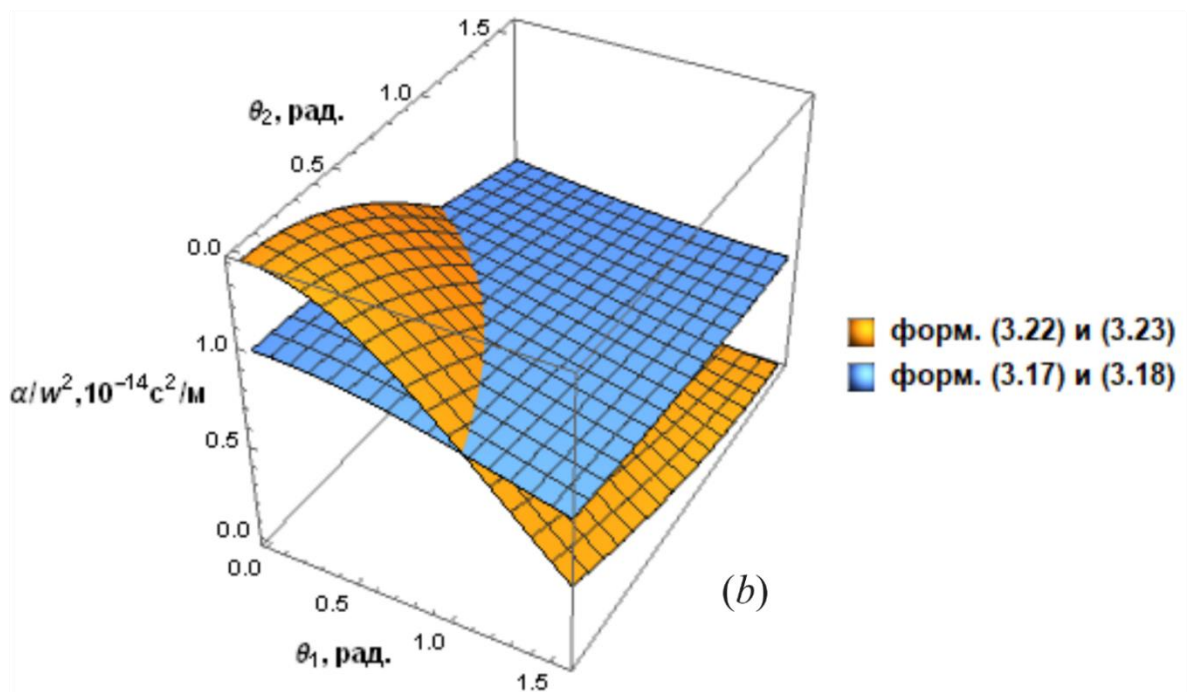 1.5
1.0
θ₂, рад.
0.5
0.0
1.0
α/w²,10⁻¹⁴с²/м
0.5
0.0
0.0
0.5
1.0
1.5
θ₁, рад.
(b)
форм. (3.22) и (3.23)
форм. (3.17) и (3.18)